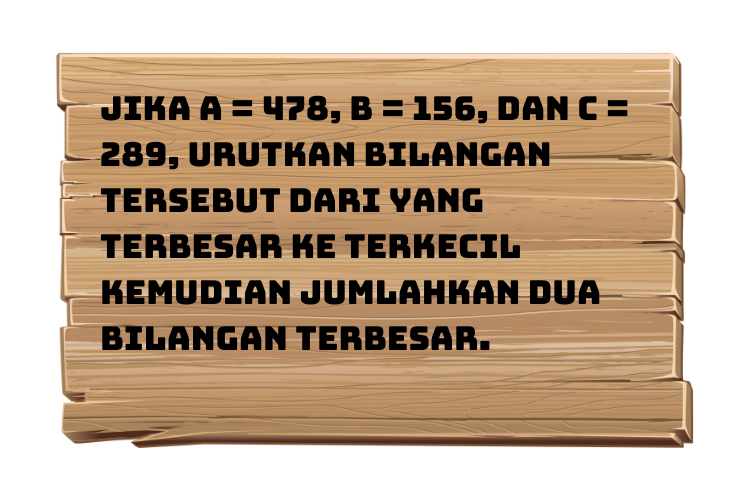 JIKA A = 478, B = 156, DAN C =
289, URUTKAN BILANGAN
TERSEBUT DARI YANG
TERBESAR KE TERKECIL
KEMUDIAN JUMLAHKAN DUA
BILANGAN TERBESAR.